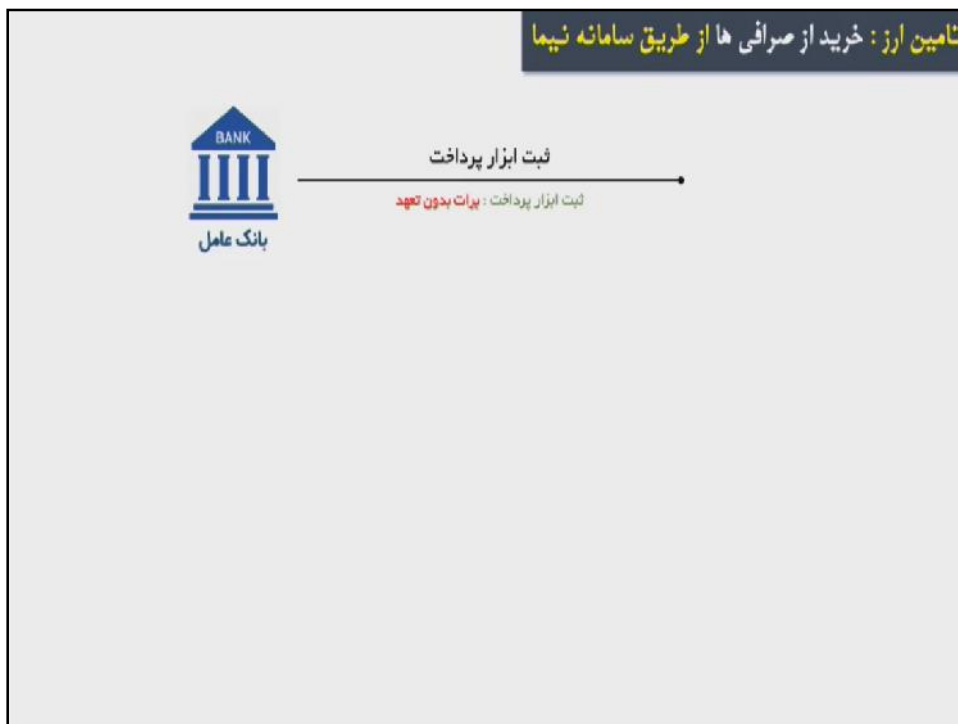 تامین ارز : خرید از صرافی ها از طریق سامانه نیما
BANK
بانک عامل
ثبت ابزار پرداخت
ثبت ابزار پرداخت : برات بدون تعهد